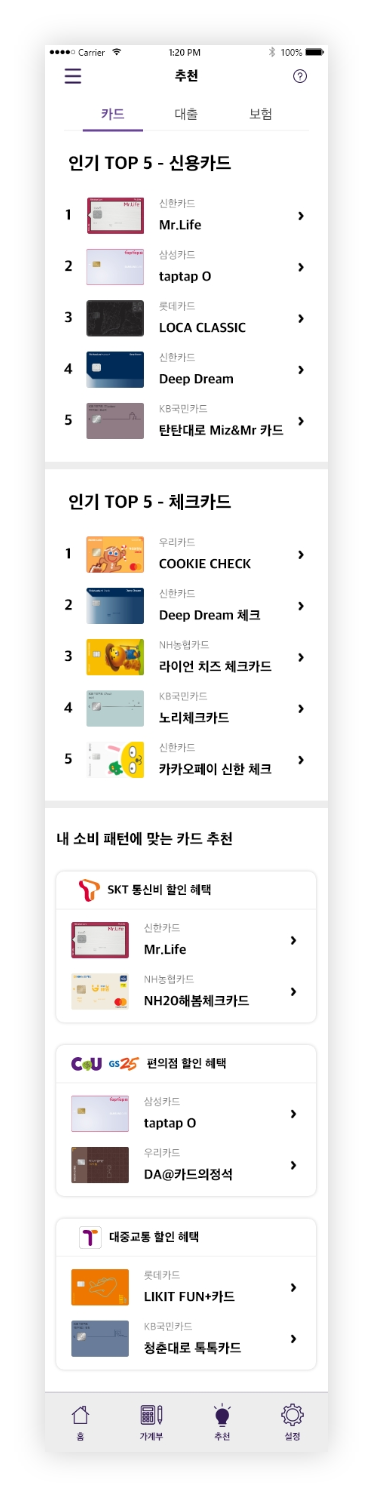 Carrier 1:20 PM 100%
추천
카드 대출 보험
인기 TOP 5 - 신용카드
1 신한카드
Mr.Life
2 삼성카드
taptap O
3 롯데카드
LOCA CLASSIC
4 신한카드
Deep Dream
5 KB국민카드
탄탄대로 Miz&Mr 카드
인기 TOP 5 - 체크카드
1 우리카드
COOKIE CHECK
2 신한카드
Deep Dream 체크
3 NH농협카드
라이언 치즈 체크카드
4 KB국민카드
노리체크카드
5 신한카드
카카오페이 신한 체크
내 소비 패턴에 맞는 카드 추천
SKT 통신비 할인 혜택
신한카드
Mr.Life
NH농협카드
NH20해봄체크카드
CU GS25 편의점 할인 혜택
삼성카드
taptap O
우리카드
DA@카드의정석
T 대중교통 할인 혜택
롯데카드
LIKIT FUN+카드
KB국민카드
청춘대로 톡톡카드
홈 가계부 추천 설정